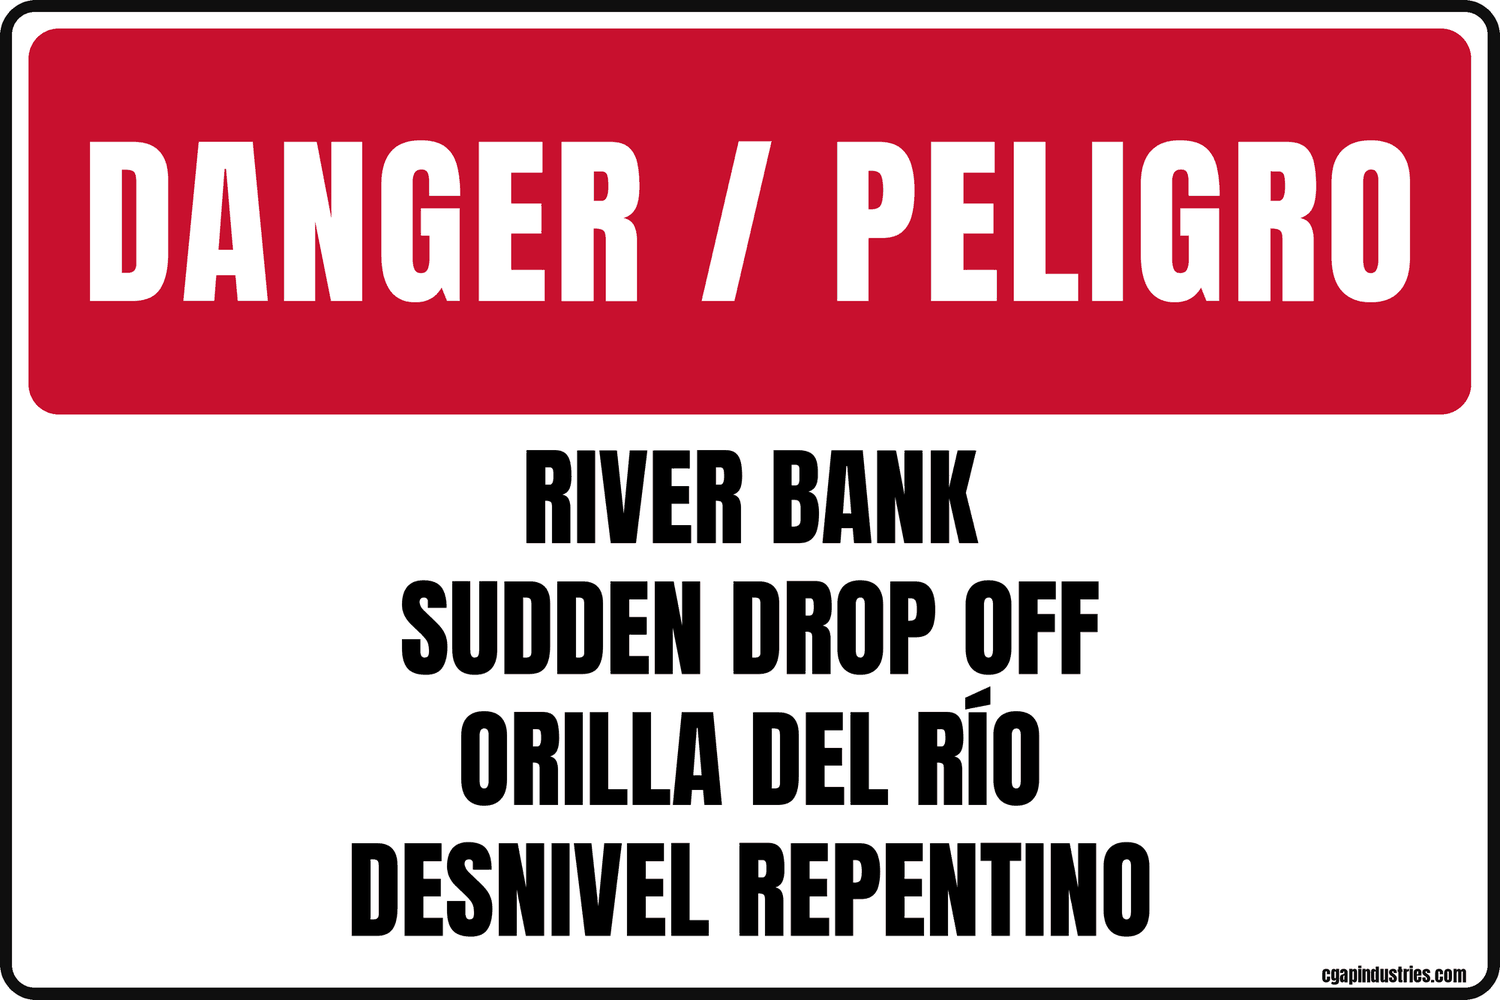 DANGER / PELIGRO
RIVER BANK
SUDDEN DROP OFF
ORILLA DEL RÍO
DESNIVEL REPENTINO
cgapindustries.com